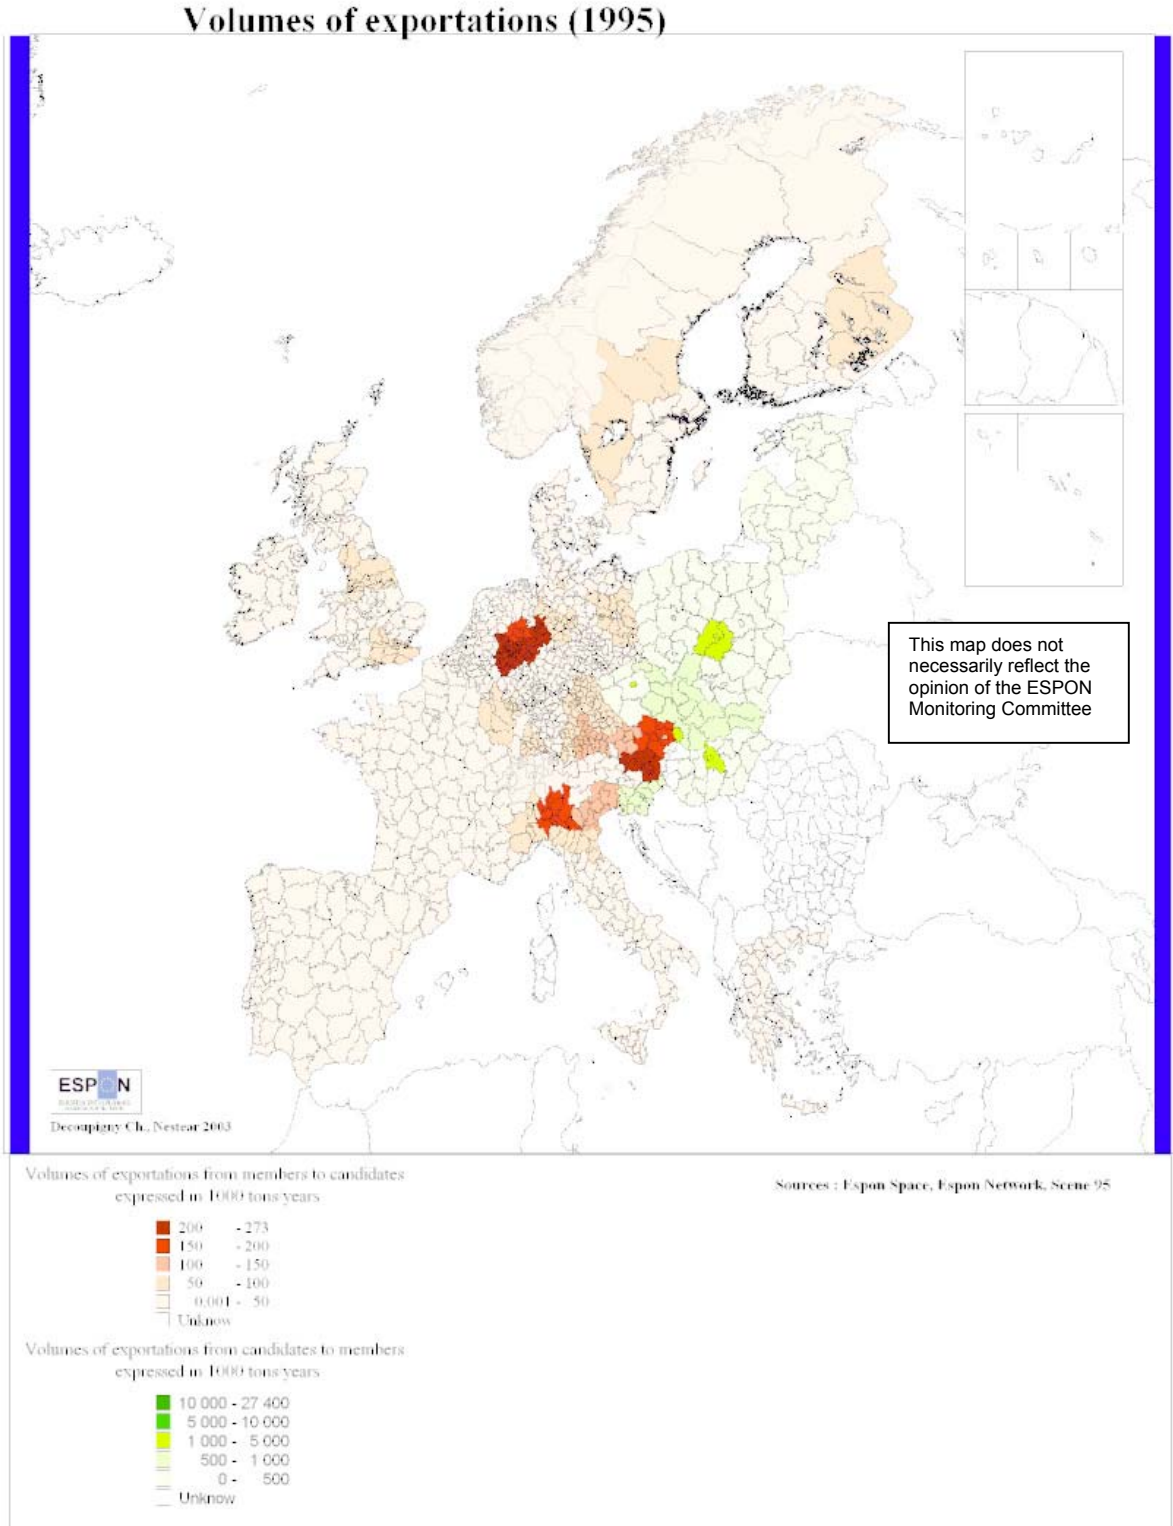 Volumes of exportations (1995)
This map does not
necessarily reflect the
opinion of the ESPON
Monitoring Committee
ESPON
Decoupigny Ch., Nestear 2003
Volumes of exportations from members to candidates
expressed in 1000 tons/years
Sources : Espon Space, Espon Network, Scene 95
200 - 273
150 - 200
100 - 150
50 - 100
0,001 - 50
Unknow
Volumes of exportations from candidates to members
expressed in 1000 tons/years
10 000 - 27 400
5 000 - 10 000
1 000 - 5 000
500 - 1 000
0 - 500
Unknow